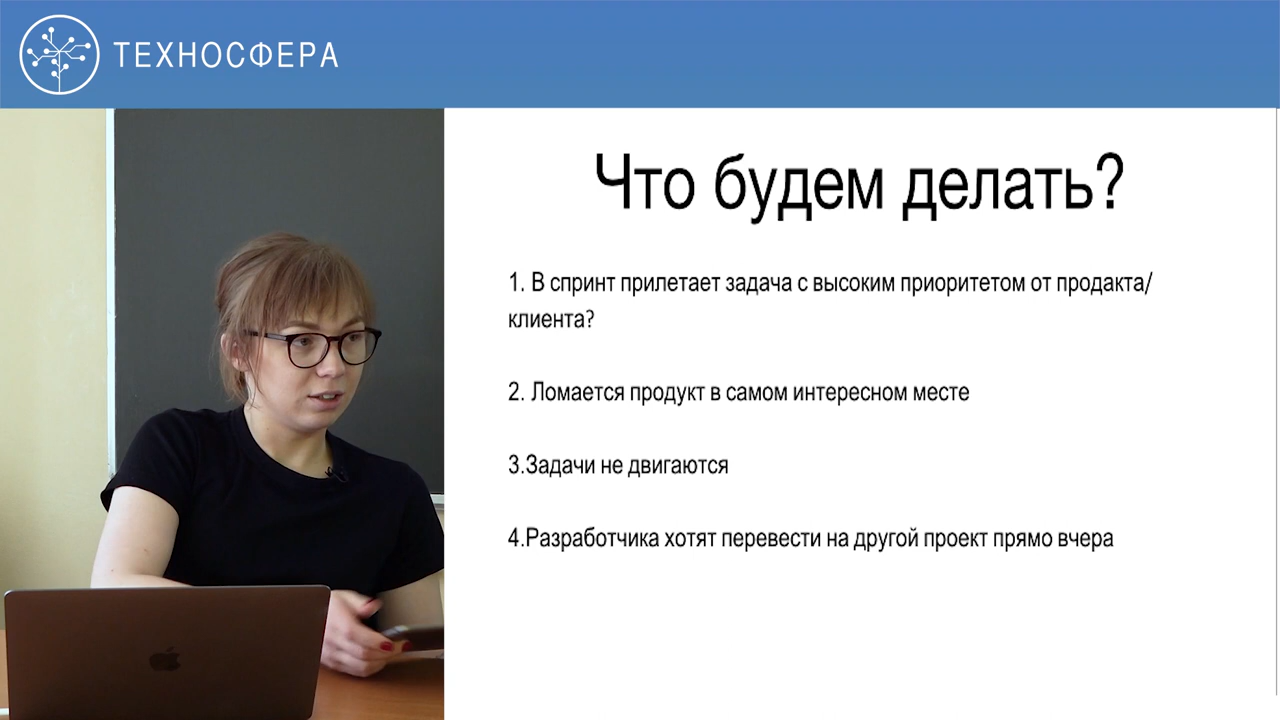 ТЕХНОСФЕРА
Что будем делать?
1. В спринт прилетает задача с высоким приоритетом от продакта/
клиента?
2. Ломается продукт в самом интересном месте
3.Задачи не двигаются
4.Разработчика хотят перевести на другой проект прямо вчера